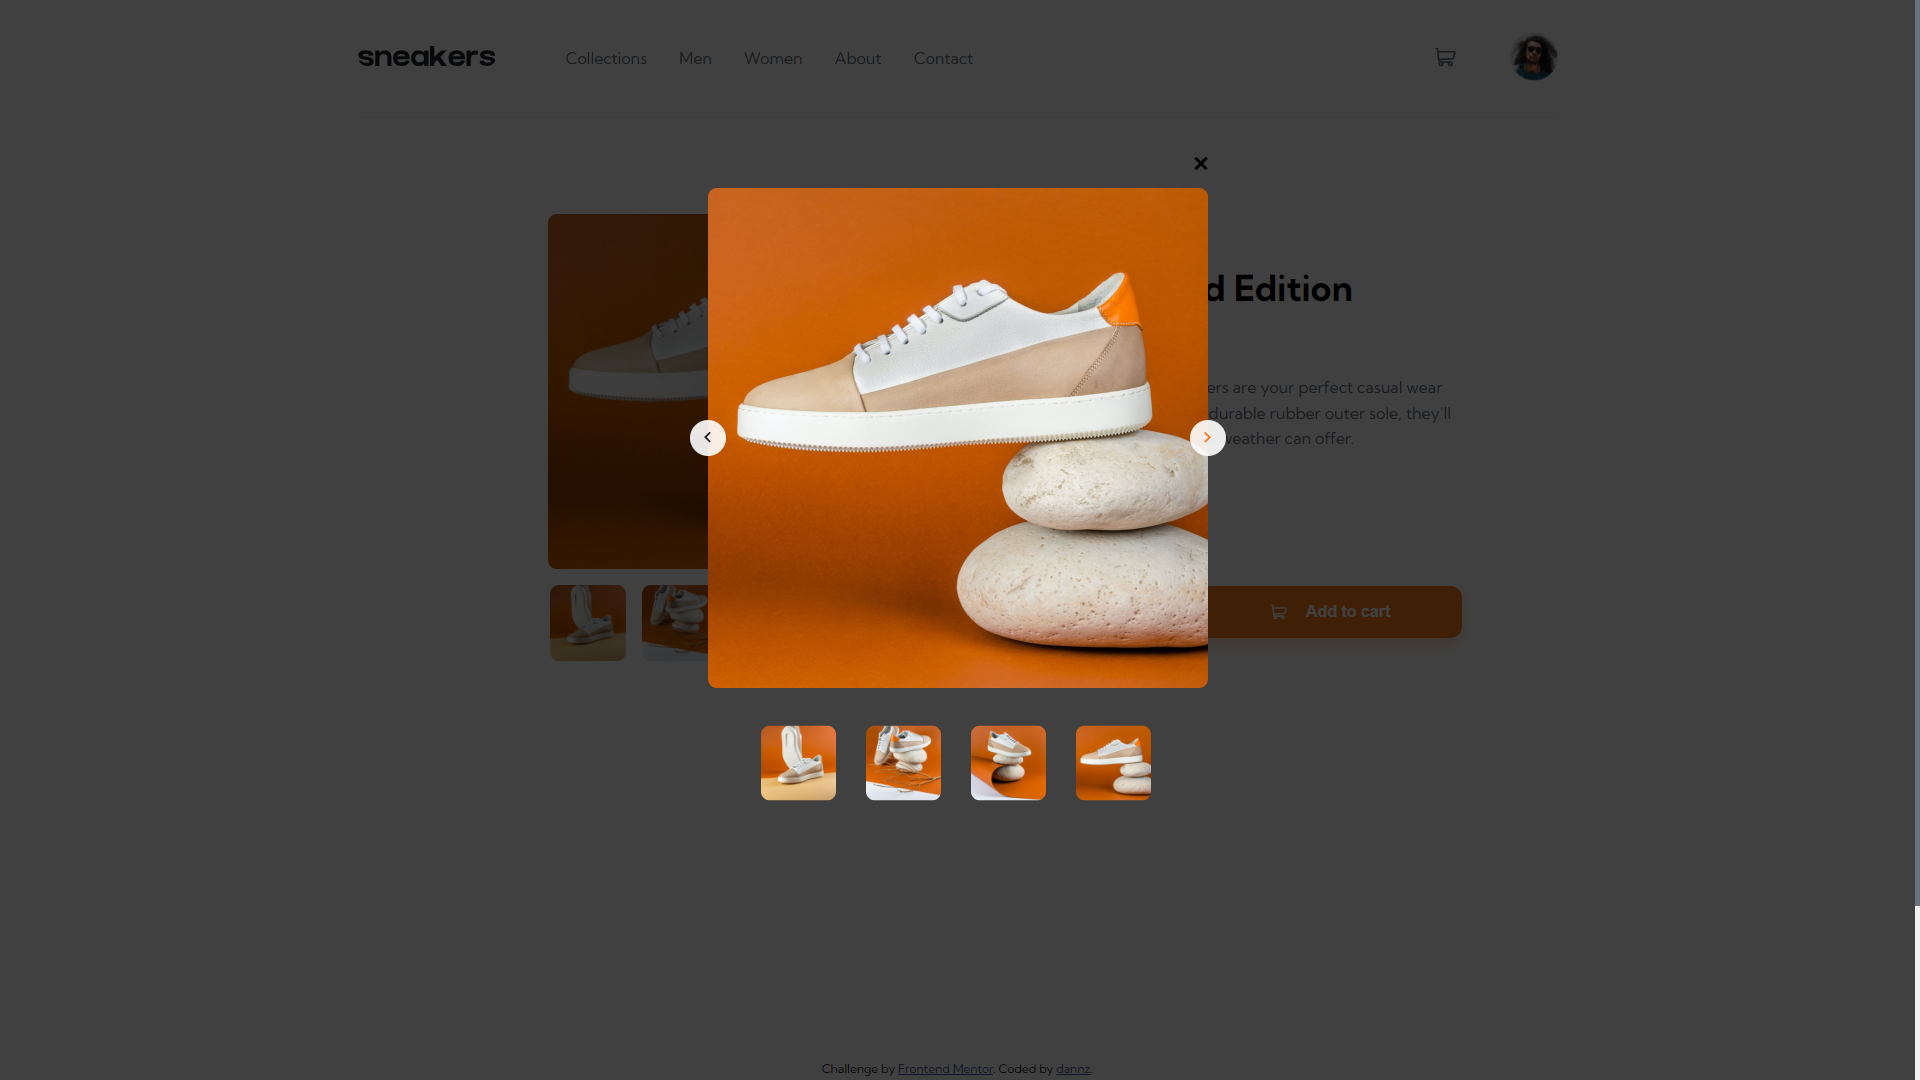 sneakers
Collections Men Women About Contact
✕
d Edition
ers are your perfect casual wear
durable rubber outer sole, they'll
weather can offer.
Add to cart
Challenge by Frontend Mentor. Coded by dannz.